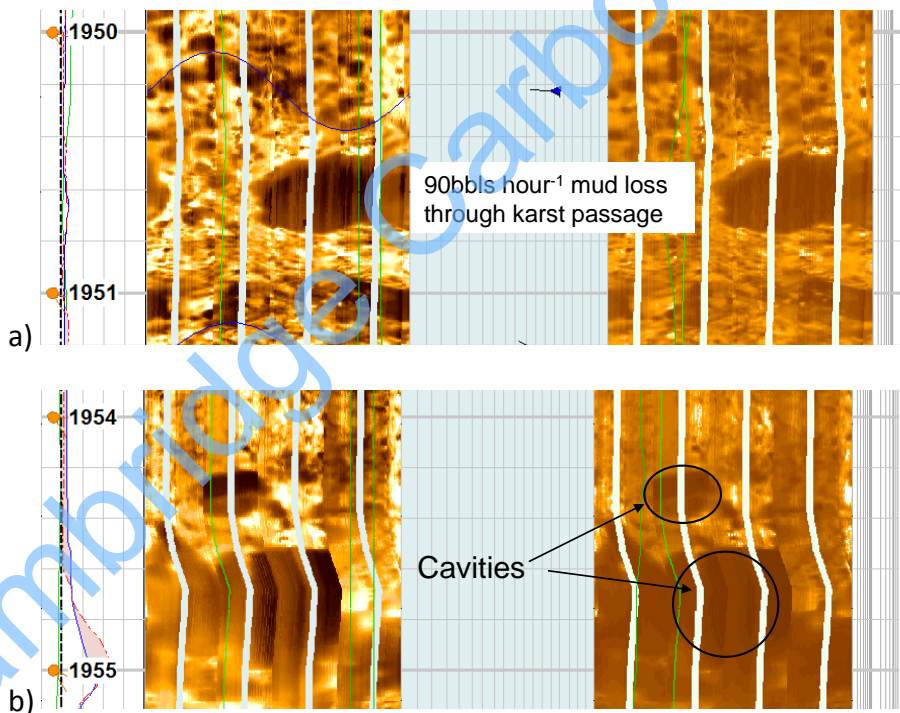 1950
90bbls hour-1 mud loss
through karst passage
1951
a)
1954
Cavities
1955
b)
Cambridge Carbo